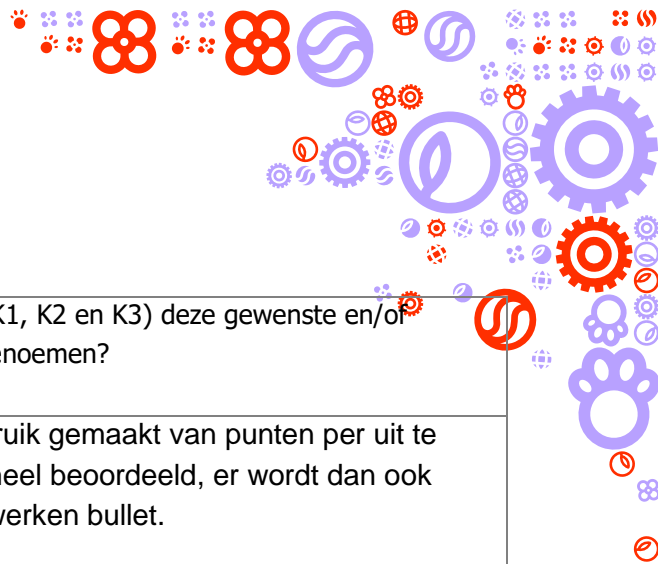 K1, K2 en K3) deze gewenste en/of
enoemen?
ruik gemaakt van punten per uit te
neel beoordeeld, er wordt dan ook
werken bullet.